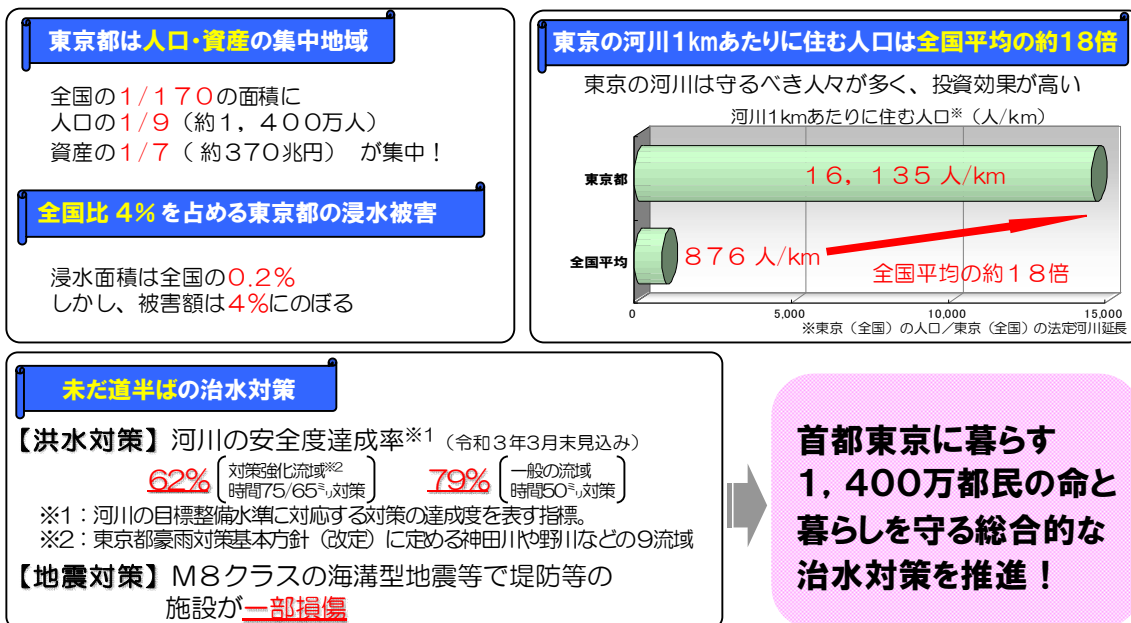 東京都は人口・資産の集中地域
全国の1/170の面積に
人口の1/9（約1，400万人）
資産の1/7（約370兆円）　が集中！
全国比 4% を占める東京都の浸水被害
浸水面積は全国の0.2%
しかし、被害額は4%にのぼる
東京の河川1kmあたりに住む人口は全国平均の約18倍
東京の河川は守るべき人々が多く、投資効果が高い
河川1kmあたりに住む人口※（人/km）
東京都
16，135 人/km
全国平均
876 人/km
全国平均の約18倍
0 5,000 10,000 15,000
※東京（全国）の人口／東京（全国）の法定河川延長
未だ道半ばの治水対策
【洪水対策】河川の安全度達成率※1（令和3年3月末見込み）
62%（対策強化流域※2 79%（一般の流域
時間75/65㍉対策） 時間50㍉対策）
※1：河川の目標整備水準に対応する対策の達成度を表す指標。
※2：東京都豪雨対策基本方針（改定）に定める神田川や野川などの9流域
【地震対策】M8クラスの海溝型地震等で堤防等の
施設が一部損傷
首都東京に暮らす
1，400万都民の命と
暮らしを守る総合的な
治水対策を推進！